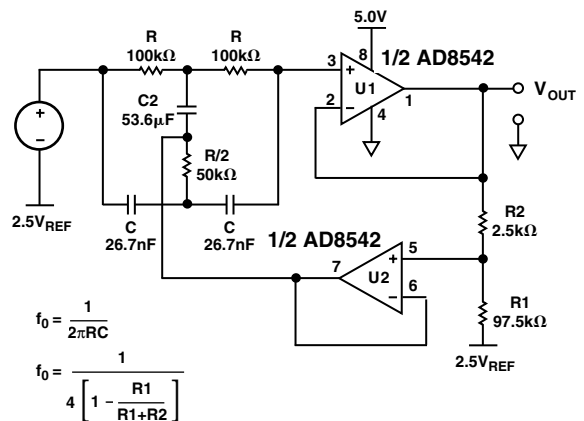 R
100kΩ
R
100kΩ
5.0V
1/2 AD8542
C2
53.6μF
3
+
8
U1
1
2
−
4
V_OUT
+
−
R/2
50kΩ
2.5V_REF
C
26.7nF
C
26.7nF
1/2 AD8542
R2
2.5kΩ
7
U2
+
5
−
6
R1
97.5kΩ
2.5V_REF
f₀ = 1 / 2πRC
f₀ = 1 / 4 [ 1 − R1 / R1+R2 ]